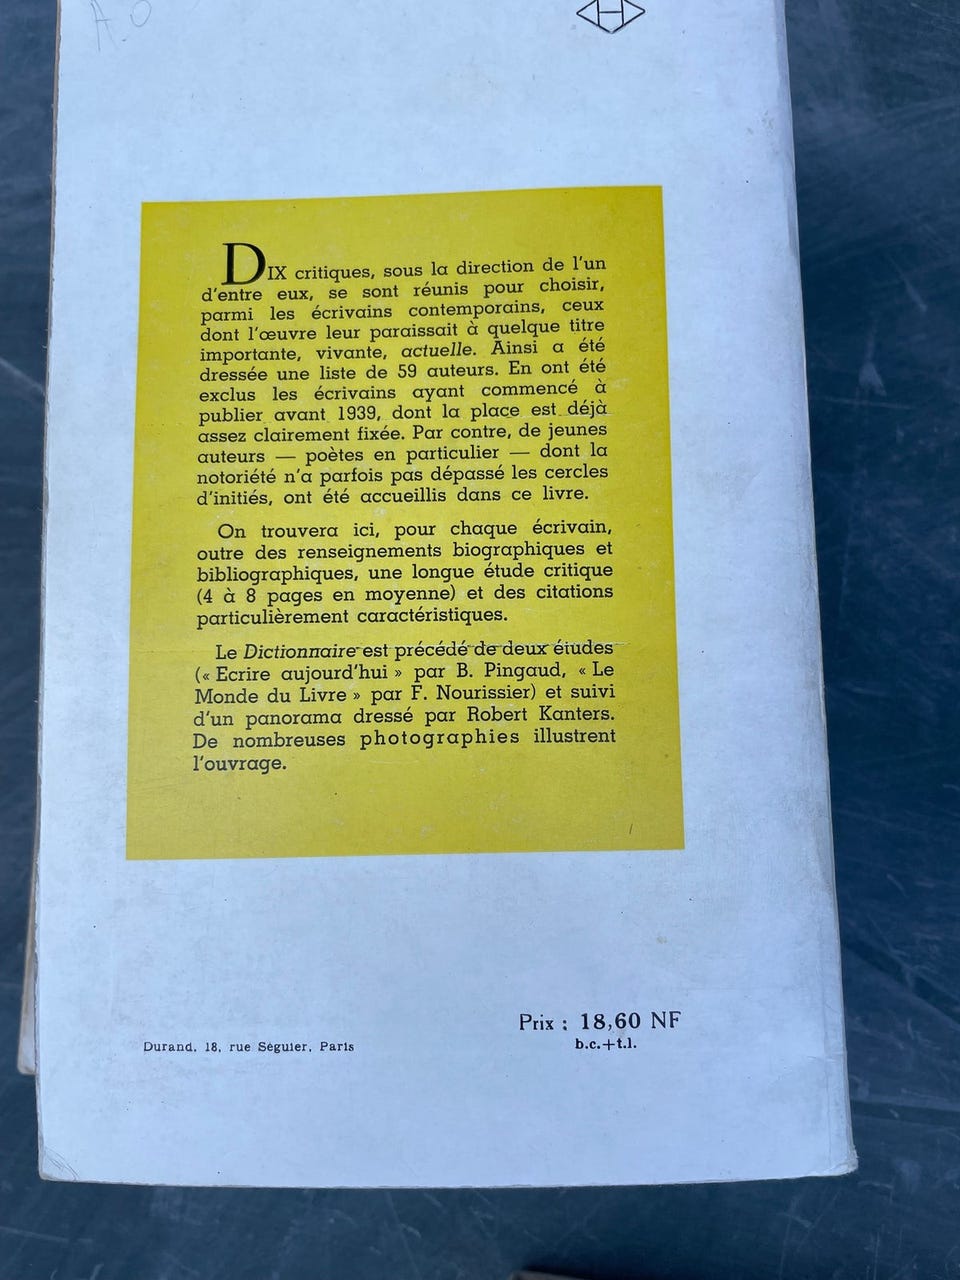 A.O
DIX critiques, sous la direction de l'un
d'entre eux, se sont réunis pour choisir,
parmi les écrivains contemporains, ceux
dont l'œuvre leur paraissait à quelque titre
importante, vivante, actuelle. Ainsi a été
dressée une liste de 59 auteurs. En ont été
exclus les écrivains ayant commencé à
publier avant 1939, dont la place est déjà
assez clairement fixée. Par contre, de jeunes
auteurs — poètes en particulier — dont la
notoriété n'a parfois pas dépassé les cercles
d'initiés, ont été accueillis dans ce livre.
On trouvera ici, pour chaque écrivain,
outre des renseignements biographiques et
bibliographiques, une longue étude critique
(4 à 8 pages en moyenne) et des citations
particulièrement caractéristiques.
Le Dictionnaire est précédé de deux études
(« Ecrire aujourd'hui » par B. Pingaud, « Le
Monde du Livre » par F. Nourissier) et suivi
d'un panorama dressé par Robert Kanters.
De nombreuses photographies illustrent
l'ouvrage.
Prix : 18,60 NF
b.c.+t.l.
Durand, 18, rue Séguier, Paris